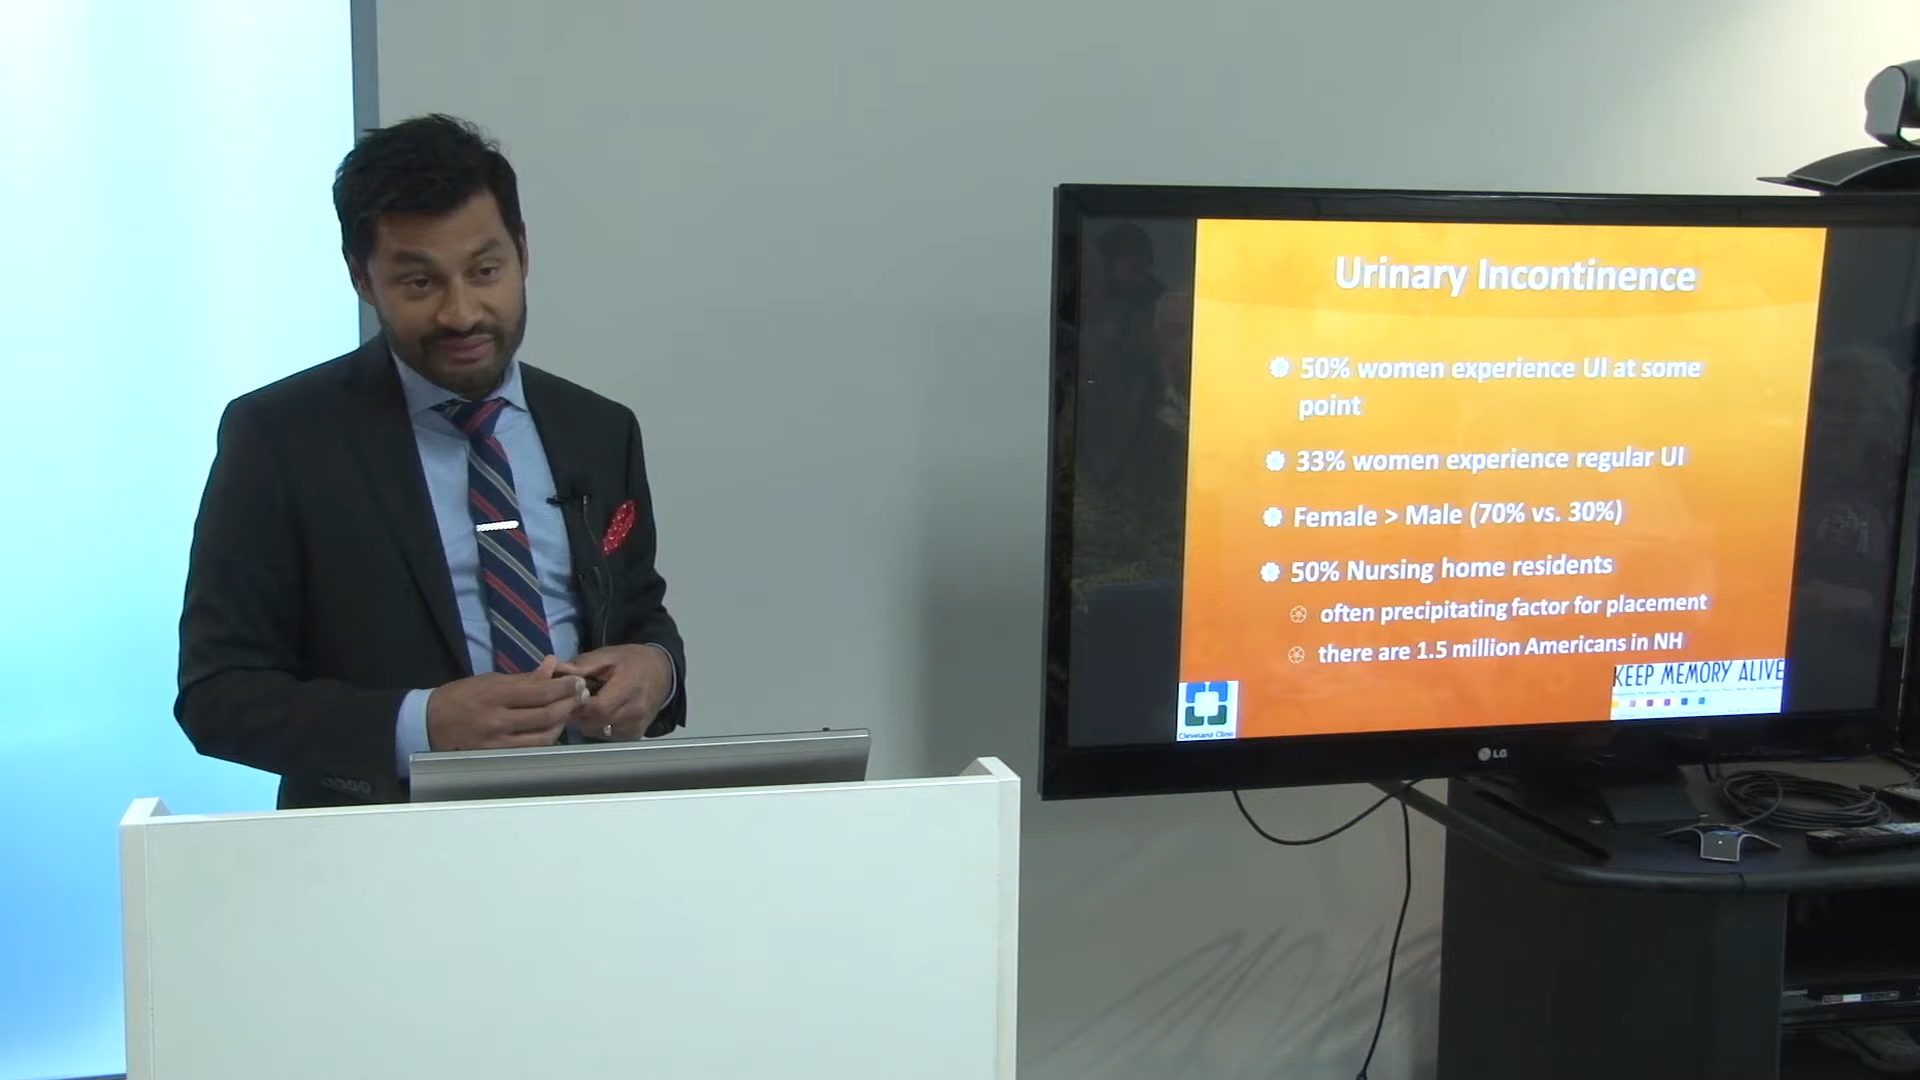 Urinary Incontinence
50% women experience UI at some
point
33% women experience regular UI
Female > Male (70% vs. 30%)
50% Nursing home residents
often precipitating factor for placement
there are 1.5 million Americans in NH
KEEP MEMORY ALIVE
Cleveland Clinic
LG